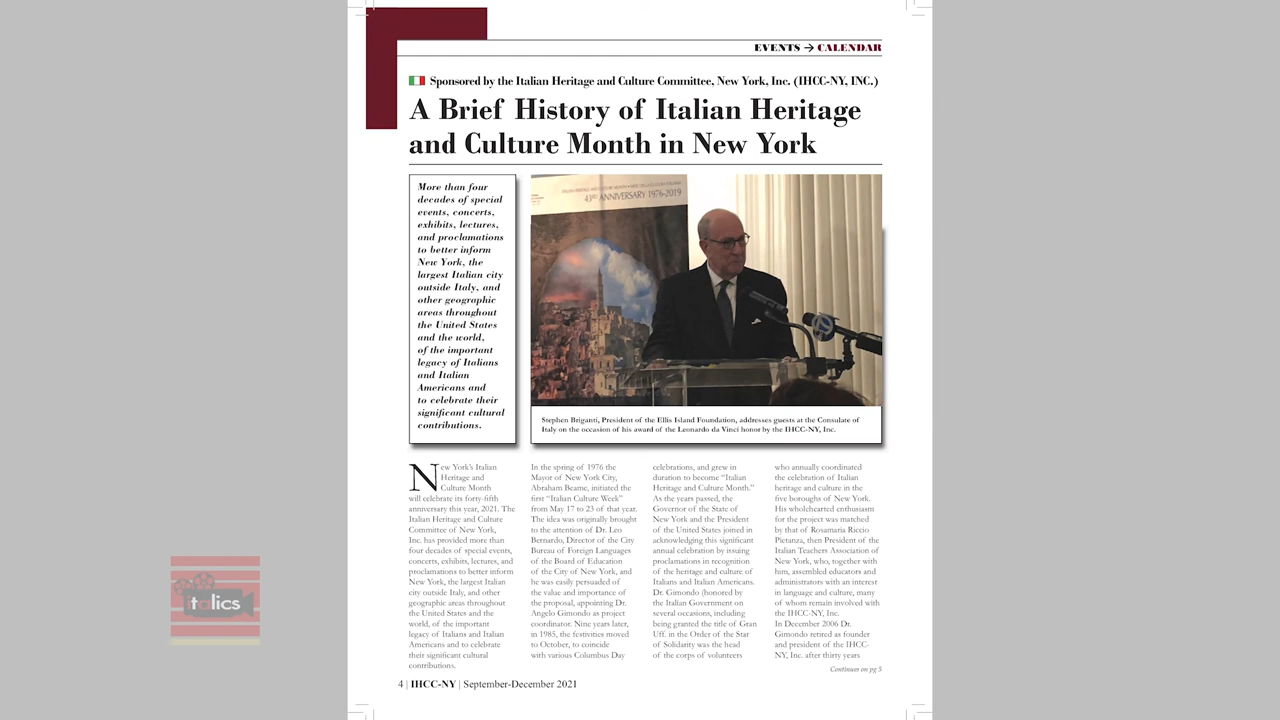 EVENTS → CALENDAR
Sponsored by the Italian Heritage and Culture Committee, New York, Inc. (IHCC-NY, INC.)
A Brief History of Italian Heritage
and Culture Month in New York
More than four
decades of special
events, concerts,
exhibits, lectures,
and proclamations
to better inform
New York, the
largest Italian city
outside Italy, and
other geographic
areas throughout
the United States
and the world,
of the important
legacy of Italians
and Italian
Americans and
to celebrate their
significant cultural
contributions.
43RD ANNIVERSARY 1976-2019
Stephen Briganti, President of the Ellis Island Foundation, addresses guests at the Consulate of
Italy on the occasion of his award of the Leonardo da Vinci honor by the IHCC-NY, Inc.
New York's Italian
Heritage and
Culture Month
will celebrate its forty-fifth
anniversary this year, 2021. The
Italian Heritage and Culture
Committee of New York,
Inc. has provided more than
four decades of special events,
concerts, exhibits, lectures, and
proclamations to better inform
New York, the largest Italian
city outside Italy, and other
geographic areas throughout
the United States and the
world, of the important
legacy of Italians and Italian
Americans and to celebrate
their significant cultural
contributions.
In the spring of 1976 the
Mayor of New York City,
Abraham Beame, initiated the
first "Italian Culture Week"
from May 17 to 23 of that year.
The idea was originally brought
to the attention of Dr. Leo
Bernardo, Director of the City
Bureau of Foreign Languages
of the Board of Education
of the City of New York, and
he was easily persuaded of
the value and importance of
the proposal, appointing Dr.
Angelo Gimondo as project
coordinator. Nine years later,
in 1985, the festivities moved
to October, to coincide
with various Columbus Day
celebrations, and grew in
duration to become "Italian
Heritage and Culture Month."
As the years passed, the
Governor of the State of
New York and the President
of the United States joined in
acknowledging this significant
annual celebration by issuing
proclamations in recognition
of the heritage and culture of
Italians and Italian Americans.
Dr. Gimondo (honored by
the Italian Government on
several occasions, including
being granted the title of Gran
Uff. in the Order of the Star
of Solidarity was the head
of the corps of volunteers
who annually coordinated
the celebration of Italian
heritage and culture in the
five boroughs of New York.
His wholehearted enthusiasm
for the project was matched
by that of Rosamaria Riccio
Pietanza, then President of the
Italian Teachers Association of
New York, who, together with
him, assembled educators and
administrators with an interest
in language and culture, many
of whom remain involved with
the IHCC-NY, Inc.
In December 2006 Dr.
Gimondo retired as founder
and president of the IHCC-
NY, Inc. after thirty years
Continues on pg 5
4 | IHCC-NY | September-December 2021
italics